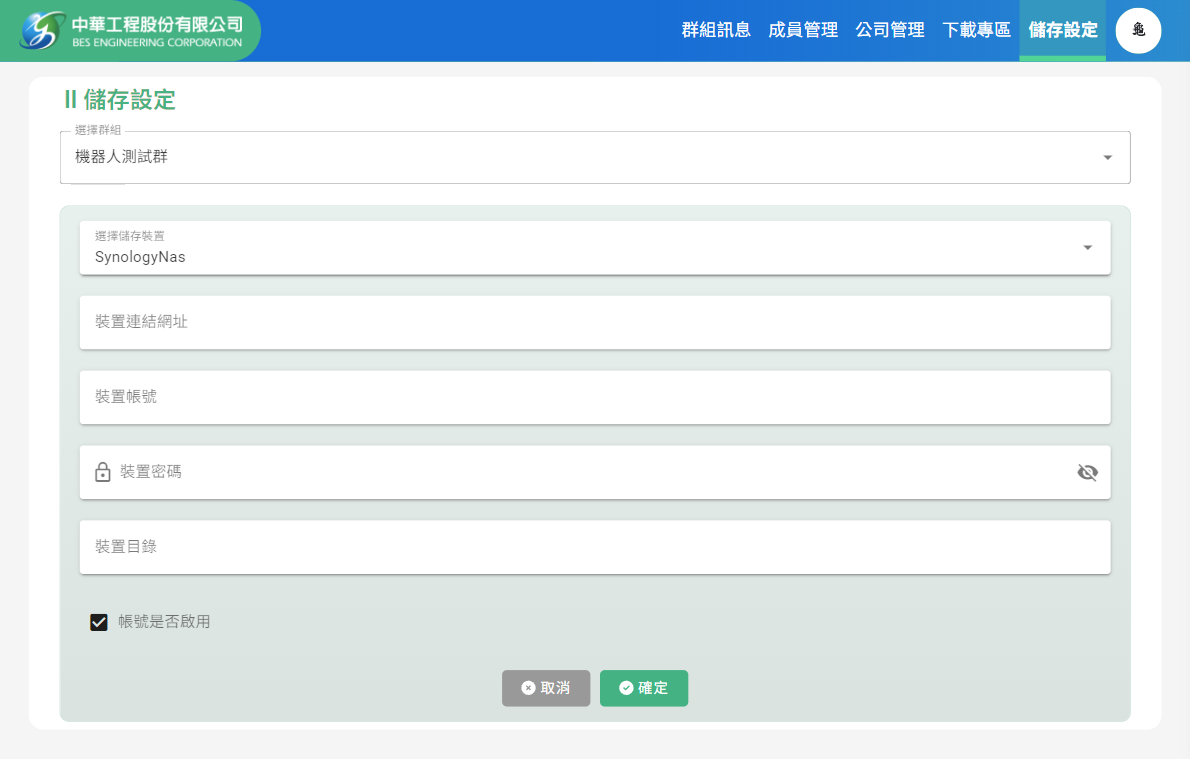 中華工程股份有限公司
BES ENGINEERING CORPORATION
群組訊息 成員管理 公司管理 下載專區 儲存設定 龜
儲存設定
選擇群組
機器人測試群
選擇儲存裝置
SynologyNas
裝置連結網址
裝置帳號
裝置密碼
裝置目錄
帳號是否啟用
取消 確定